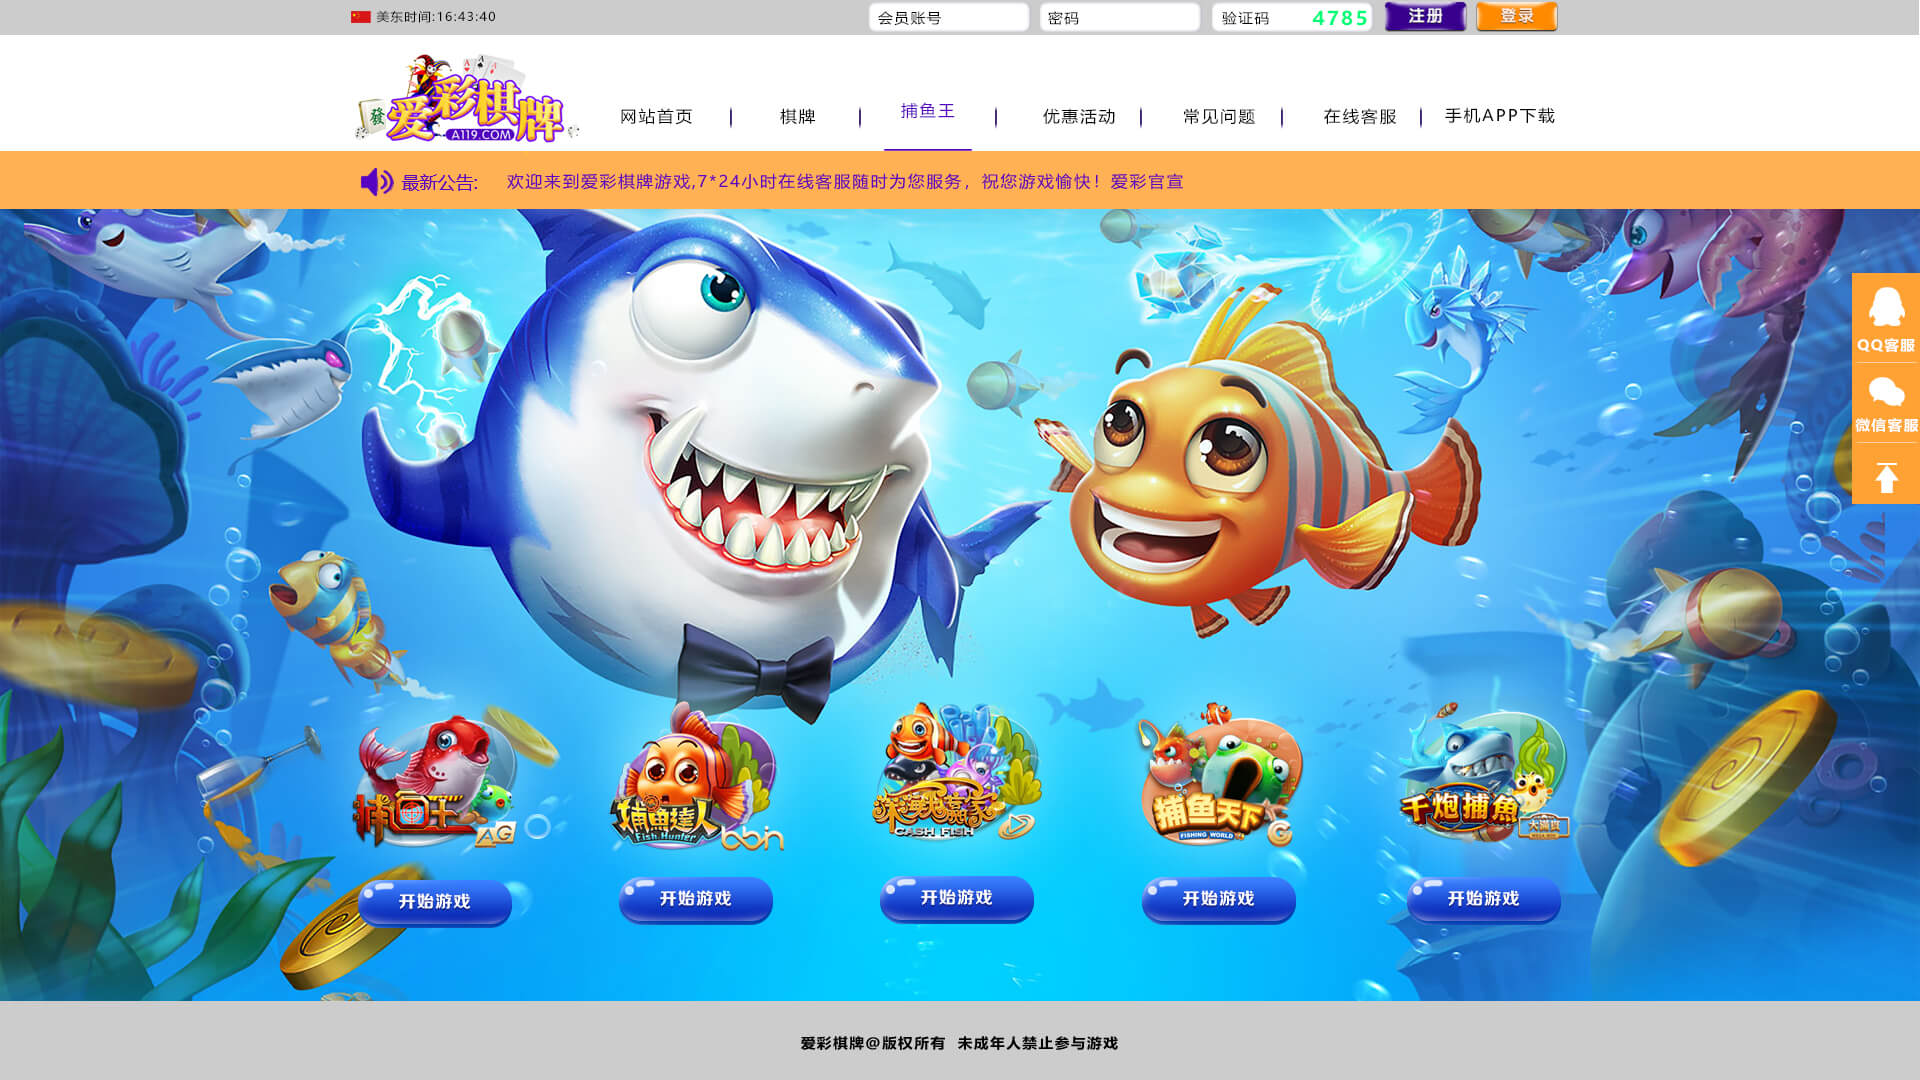 美东时间:16:43:40
会员账号
密码
验证码 4785
注册
登录
發
爱彩棋牌
A119.COM
网站首页
棋牌
捕鱼王
优惠活动
常见问题
在线客服
手机APP下载
最新公告: 欢迎来到爱彩棋牌游戏,7*24小时在线客服随时为您服务，祝您游戏愉快！爱彩官宣
QQ客服
微信客服
捕鱼王
AG
捕魚達人
Fish Hunter
bbin
深海大赢家
CASH FISH
捕鱼天下
FISHING WORLD
G
千炮捕魚
大满贯
开始游戏
开始游戏
开始游戏
开始游戏
开始游戏
爱彩棋牌@版权所有 未成年人禁止参与游戏